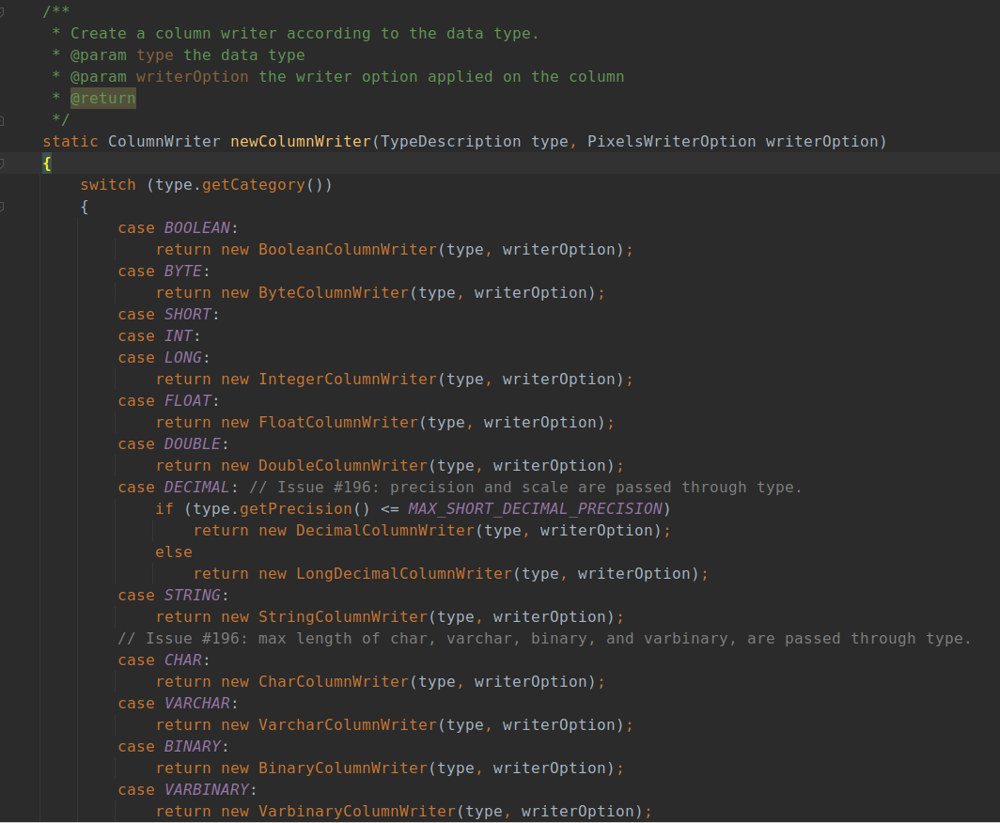 /**
 * Create a column writer according to the data type.
 * @param type the data type
 * @param writerOption the writer option applied on the column
 * @return
 */
static ColumnWriter newColumnWriter(TypeDescription type, PixelsWriterOption writerOption)
{
    switch (type.getCategory())
    {
        case BOOLEAN:
            return new BooleanColumnWriter(type, writerOption);
        case BYTE:
            return new ByteColumnWriter(type, writerOption);
        case SHORT:
        case INT:
        case LONG:
            return new IntegerColumnWriter(type, writerOption);
        case FLOAT:
            return new FloatColumnWriter(type, writerOption);
        case DOUBLE:
            return new DoubleColumnWriter(type, writerOption);
        case DECIMAL: // Issue #196: precision and scale are passed through type.
            if (type.getPrecision() <= MAX_SHORT_DECIMAL_PRECISION)
                return new DecimalColumnWriter(type, writerOption);
            else
                return new LongDecimalColumnWriter(type, writerOption);
        case STRING:
            return new StringColumnWriter(type, writerOption);
        // Issue #196: max length of char, varchar, binary, and varbinary, are passed through type.
        case CHAR:
            return new CharColumnWriter(type, writerOption);
        case VARCHAR:
            return new VarcharColumnWriter(type, writerOption);
        case BINARY:
            return new BinaryColumnWriter(type, writerOption);
        case VARBINARY:
            return new VarbinaryColumnWriter(type, writerOption);